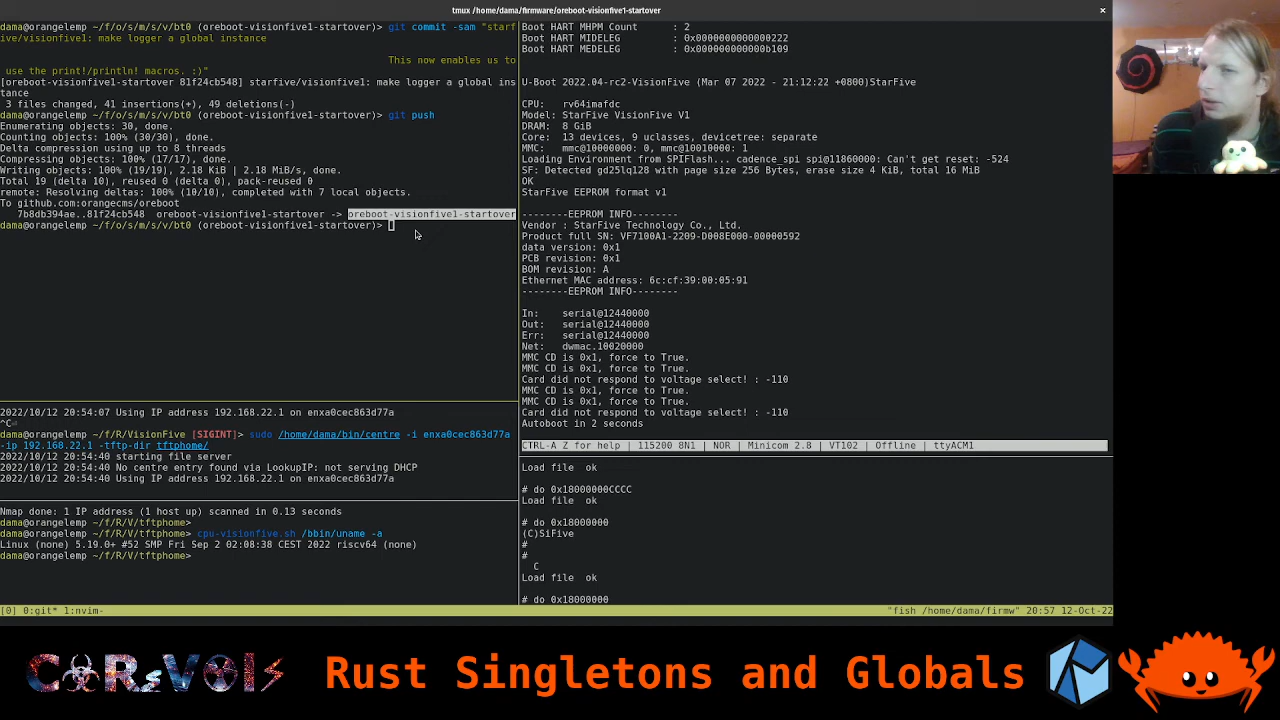 tmux /home/dama/firmware/oreboot-visionfive1-startover
dama@orangelemp ~/f/o/s/m/s/v/bt0 (oreboot-visionfive1-startover)> git commit -sam "starf
ive/visionfive1: make logger a global instance
This now enables us to
use the print!/println! macros. :)"
[oreboot-visionfive1-startover 81f24cb548] starfive/visionfive1: make logger a global ins
tance
3 files changed, 41 insertions(+), 49 deletions(-)
dama@orangelemp ~/f/o/s/m/s/v/bt0 (oreboot-visionfive1-startover)> git push
Enumerating objects: 30, done.
Counting objects: 100% (30/30), done.
Delta compression using up to 8 threads
Compressing objects: 100% (17/17), done.
Writing objects: 100% (19/19), 2.18 KiB | 2.18 MiB/s, done.
Total 19 (delta 10), reused 0 (delta 0), pack-reused 0
remote: Resolving deltas: 100% (10/10), completed with 7 local objects.
To github.com:orangecms/oreboot
7b8db394ae..81f24cb548  oreboot-visionfive1-startover -> oreboot-visionfive1-startover
dama@orangelemp ~/f/o/s/m/s/v/bt0 (oreboot-visionfive1-startover)>
2022/10/12 20:54:07 Using IP address 192.168.22.1 on enxa0cec863d77a
^C⏎
dama@orangelemp ~/f/R/VisionFive [SIGINT]> sudo /home/dama/bin/centre -i enxa0cec863d77a
-ip 192.168.22.1 -tftp-dir tftphome/
2022/10/12 20:54:40 starting file server
2022/10/12 20:54:40 No centre entry found via LookupIP: not serving DHCP
2022/10/12 20:54:40 Using IP address 192.168.22.1 on enxa0cec863d77a
Nmap done: 1 IP address (1 host up) scanned in 0.13 seconds
dama@orangelemp ~/f/R/V/tftphome>
dama@orangelemp ~/f/R/V/tftphome> cpu-visionfive.sh /bbin/uname -a
Linux (none) 5.19.0+ #52 SMP Fri Sep 2 02:08:38 CEST 2022 riscv64 (none)
dama@orangelemp ~/f/R/V/tftphome>
Boot HART MHPM Count : 2
Boot HART MIDELEG : 0x0000000000000222
Boot HART MEDELEG : 0x000000000000b109
U-Boot 2022.04-rc2-VisionFive (Mar 07 2022 - 21:12:22 +0800)StarFive
CPU: rv64imafdc
Model: StarFive VisionFive V1
DRAM: 8 GiB
Core: 13 devices, 9 uclasses, devicetree: separate
MMC: mmc@10000000: 0, mmc@10010000: 1
Loading Environment from SPIFlash... cadence_spi spi@11860000: Can't get reset: -524
SF: Detected gd25lq128 with page size 256 Bytes, erase size 4 KiB, total 16 MiB
OK
StarFive EEPROM format v1
--------EEPROM INFO--------
Vendor : StarFive Technology Co., Ltd.
Product full SN: VF7100A1-2209-D008E000-00000592
data version: 0x1
PCB revision: 0x1
BOM revision: A
Ethernet MAC address: 6c:cf:39:00:05:91
--------EEPROM INFO--------
In: serial@12440000
Out: serial@12440000
Err: serial@12440000
Net: dwmac.10020000
MMC CD is 0x1, force to True.
MMC CD is 0x1, force to True.
Card did not respond to voltage select! : -110
MMC CD is 0x1, force to True.
MMC CD is 0x1, force to True.
Card did not respond to voltage select! : -110
Autoboot in 2 seconds
CTRL-A Z for help | 115200 8N1 | NOR | Minicom 2.8 | VT102 | Offline | ttyACM1
Load file ok
# do 0x18000000CCCC
Load file ok
# do 0x18000000
(C)SiFive
#
#
C
Load file ok
# do 0x18000000
[0] 0:git* 1:nvim-
"fish /home/dama/firmw" 20:57 12-Oct-22
Rust Singletons and Globals